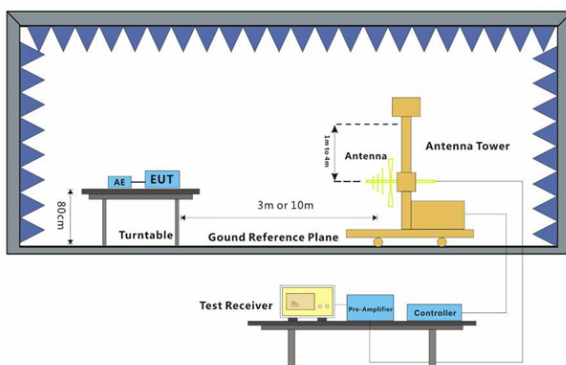 1m to 4m
Antenna
Antenna Tower
AE
EUT
3m or 10m
80cm
Turntable
Gound Reference Plane
Test Receiver
Pre-Amplifier
Controller